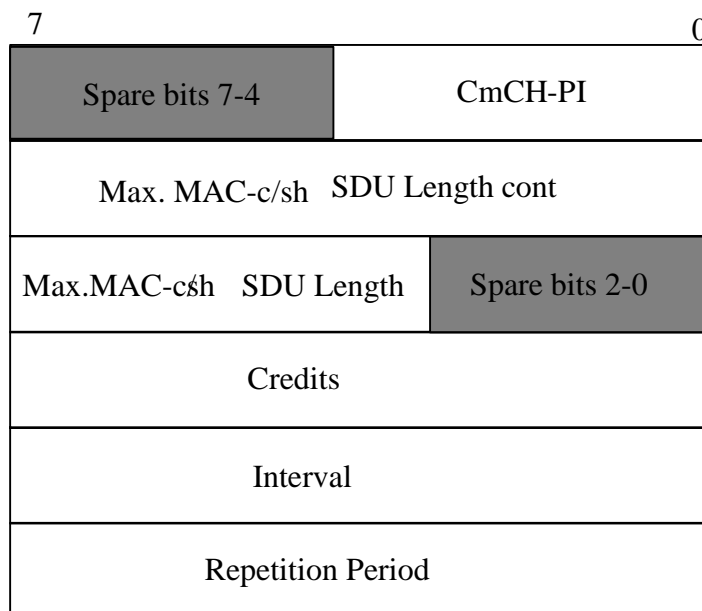 7 0
Spare bits 7-4 CmCH-PI
Max. MAC-c/sh SDU Length cont
Max.MAC-c/sh SDU Length Spare bits 2-0
Credits
Interval
Repetition Period